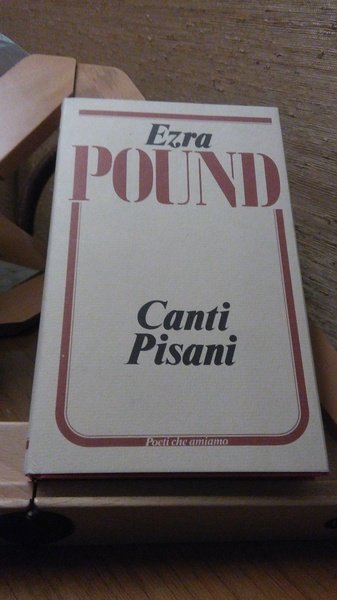 Ezra
POUND
Canti
Pisani
Poeti che amiamo